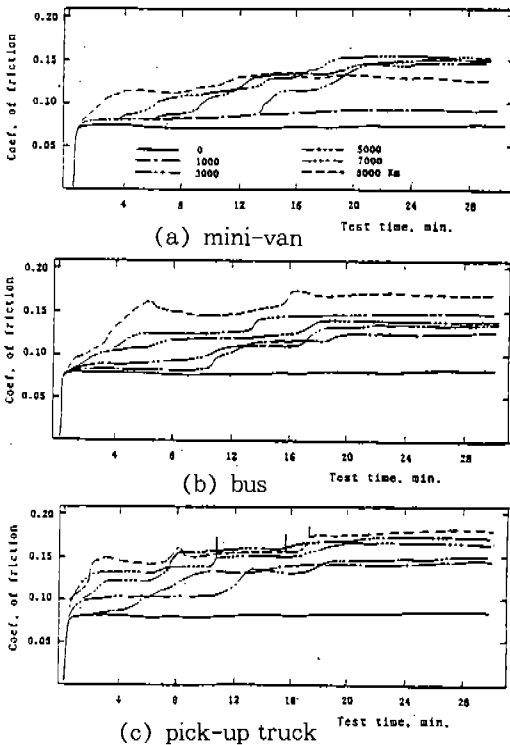 0.20
0.15
0.10
0.05
Coef. of friction
0
1000
3000
5000
7000
8000 Km
4 8 12 16 20 24 28
Test time, min.
(a) mini-van
0.20
0.15
0.10
0.05
Coef. of friction
4 8 12 16 20 24 28
(b) bus
Test time, min.
0.20
0.15
0.10
0.05
Coef. of friction
4 8 12 16 20 24 28
Test time, min.
(c) pick-up truck